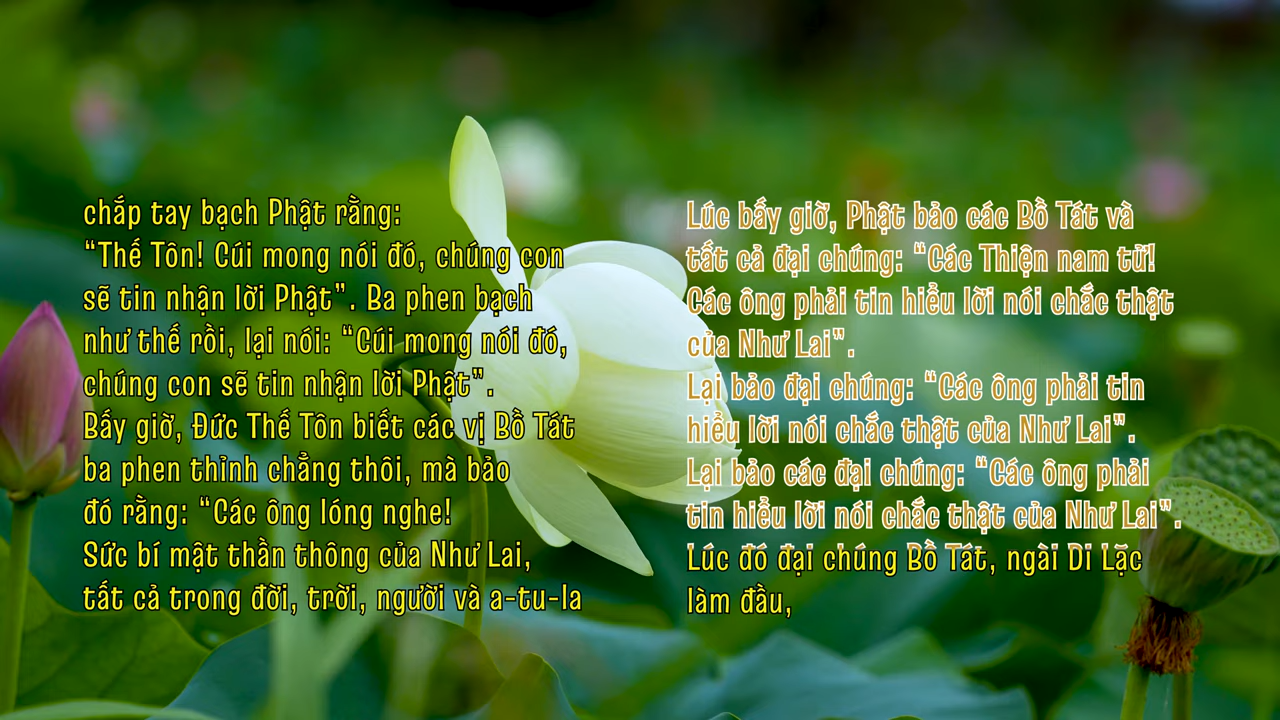 chắp tay bạch Phật rằng:
“Thế Tôn! Cúi mong nói đó, chúng con
sẽ tin nhận lời Phật”. Ba phen bạch
như thế rồi, lại nói: “Cúi mong nói đó,
chúng con sẽ tin nhận lời Phật”.
Bấy giờ, Đức Thế Tôn biết các vị Bồ Tát
ba phen thỉnh chẳng thôi, mà bảo
đó rằng: “Các ông lóng nghe!
Sức bí mật thần thông của Như Lai,
tất cả trong đời, trời, người và a-tu-la
Lúc bấy giờ, Phật bảo các Bồ Tát và
tất cả đại chúng: “Các Thiện nam tử!
Các ông phải tin hiểu lời nói chắc thật
của Như Lai”.
Lại bảo đại chúng: “Các ông phải tin
hiểu lời nói chắc thật của Như Lai”.
Lại bảo các đại chúng: “Các ông phải
tin hiểu lời nói chắc thật của Như Lai”.
Lúc đó đại chúng Bồ Tát, ngài Di Lặc
làm đầu,